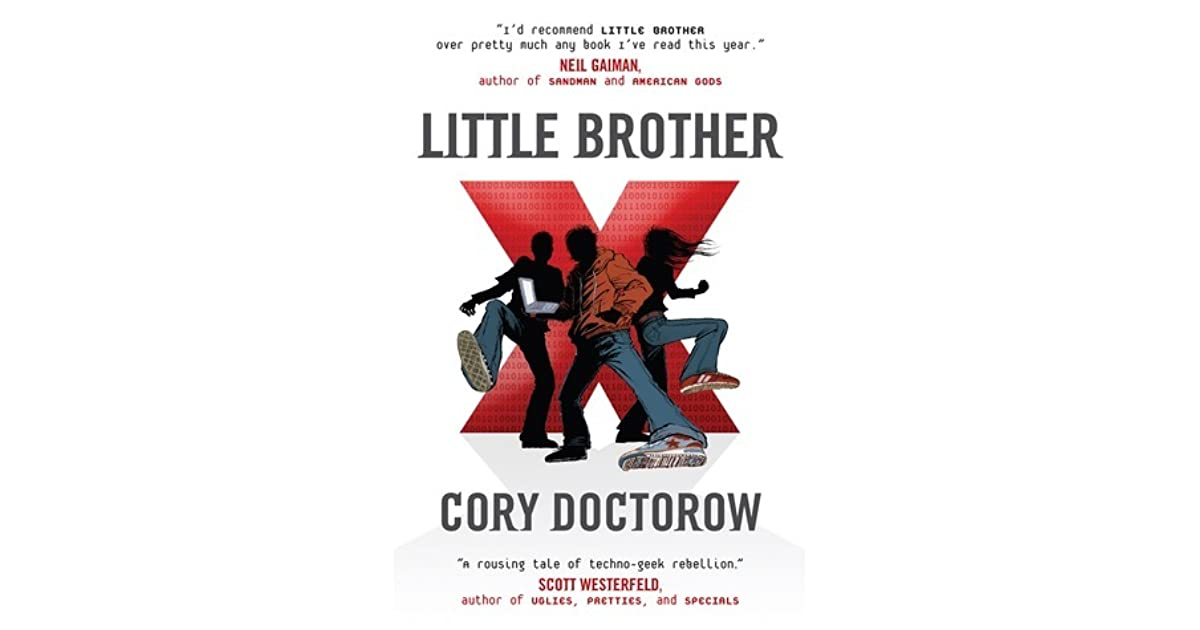 "I'd recommend LITTLE BROTHER
over pretty much any book I've read this year."
NEIL GAIMAN,
author of SANDMAN and AMERICAN GODS
LITTLE BROTHER
CORY DOCTOROW
"A rousing tale of techno-geek rebellion."
SCOTT WESTERFELD,
author of UGLIES, PRETTIES, and SPECIALS